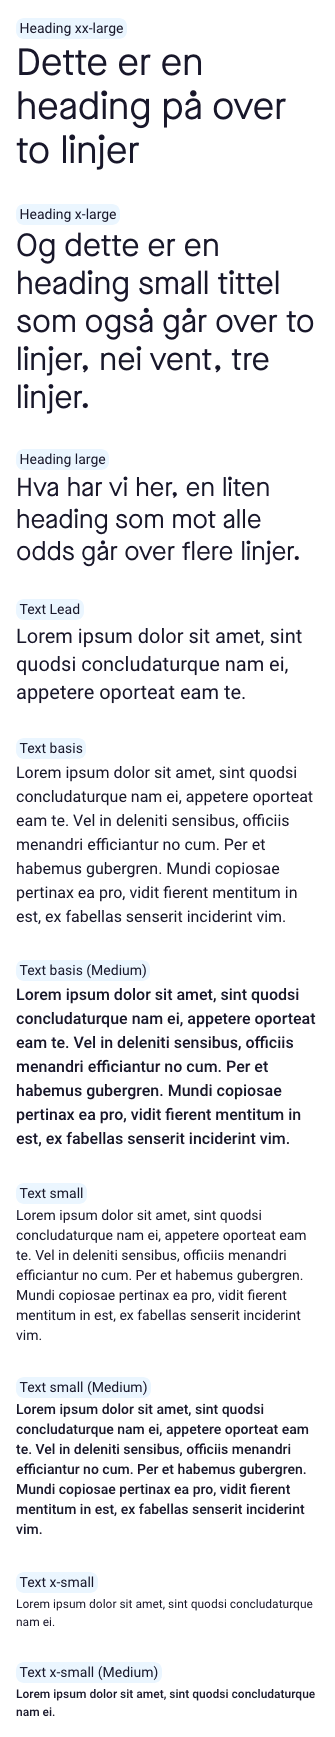 Heading xx-large
Dette er en
heading på over
to linjer
Heading x-large
Og dette er en
heading small tittel
som også går over to
linjer, nei vent, tre
linjer.
Heading large
Hva har vi her, en liten
heading som mot alle
odds går over flere linjer.
Text Lead
Lorem ipsum dolor sit amet, sint
quodsi concludaturque nam ei,
appetere oporteat eam te.
Text basis
Lorem ipsum dolor sit amet, sint quodsi
concludaturque nam ei, appetere oporteat
eam te. Vel in deleniti sensibus, officiis
menandri efficiantur no cum. Per et
habemus gubergren. Mundi copiosae
pertinax ea pro, vidit fierent mentitum in
est, ex fabellas senserit inciderint vim.
Text basis (Medium)
Lorem ipsum dolor sit amet, sint quodsi
concludaturque nam ei, appetere oporteat
eam te. Vel in deleniti sensibus, officiis
menandri efficiantur no cum. Per et
habemus gubergren. Mundi copiosae
pertinax ea pro, vidit fierent mentitum in
est, ex fabellas senserit inciderint vim.
Text small
Lorem ipsum dolor sit amet, sint quodsi
concludaturque nam ei, appetere oporteat eam
te. Vel in deleniti sensibus, officiis menandri
efficiantur no cum. Per et habemus gubergren.
Mundi copiosae pertinax ea pro, vidit fierent
mentitum in est, ex fabellas senserit inciderint
vim.
Text small (Medium)
Lorem ipsum dolor sit amet, sint quodsi
concludaturque nam ei, appetere oporteat eam
te. Vel in deleniti sensibus, officiis menandri
efficiantur no cum. Per et habemus gubergren.
Mundi copiosae pertinax ea pro, vidit fierent
mentitum in est, ex fabellas senserit inciderint
vim.
Text x-small
Lorem ipsum dolor sit amet, sint quodsi concludaturque
nam ei.
Text x-small (Medium)
Lorem ipsum dolor sit amet, sint quodsi concludaturque
nam ei.